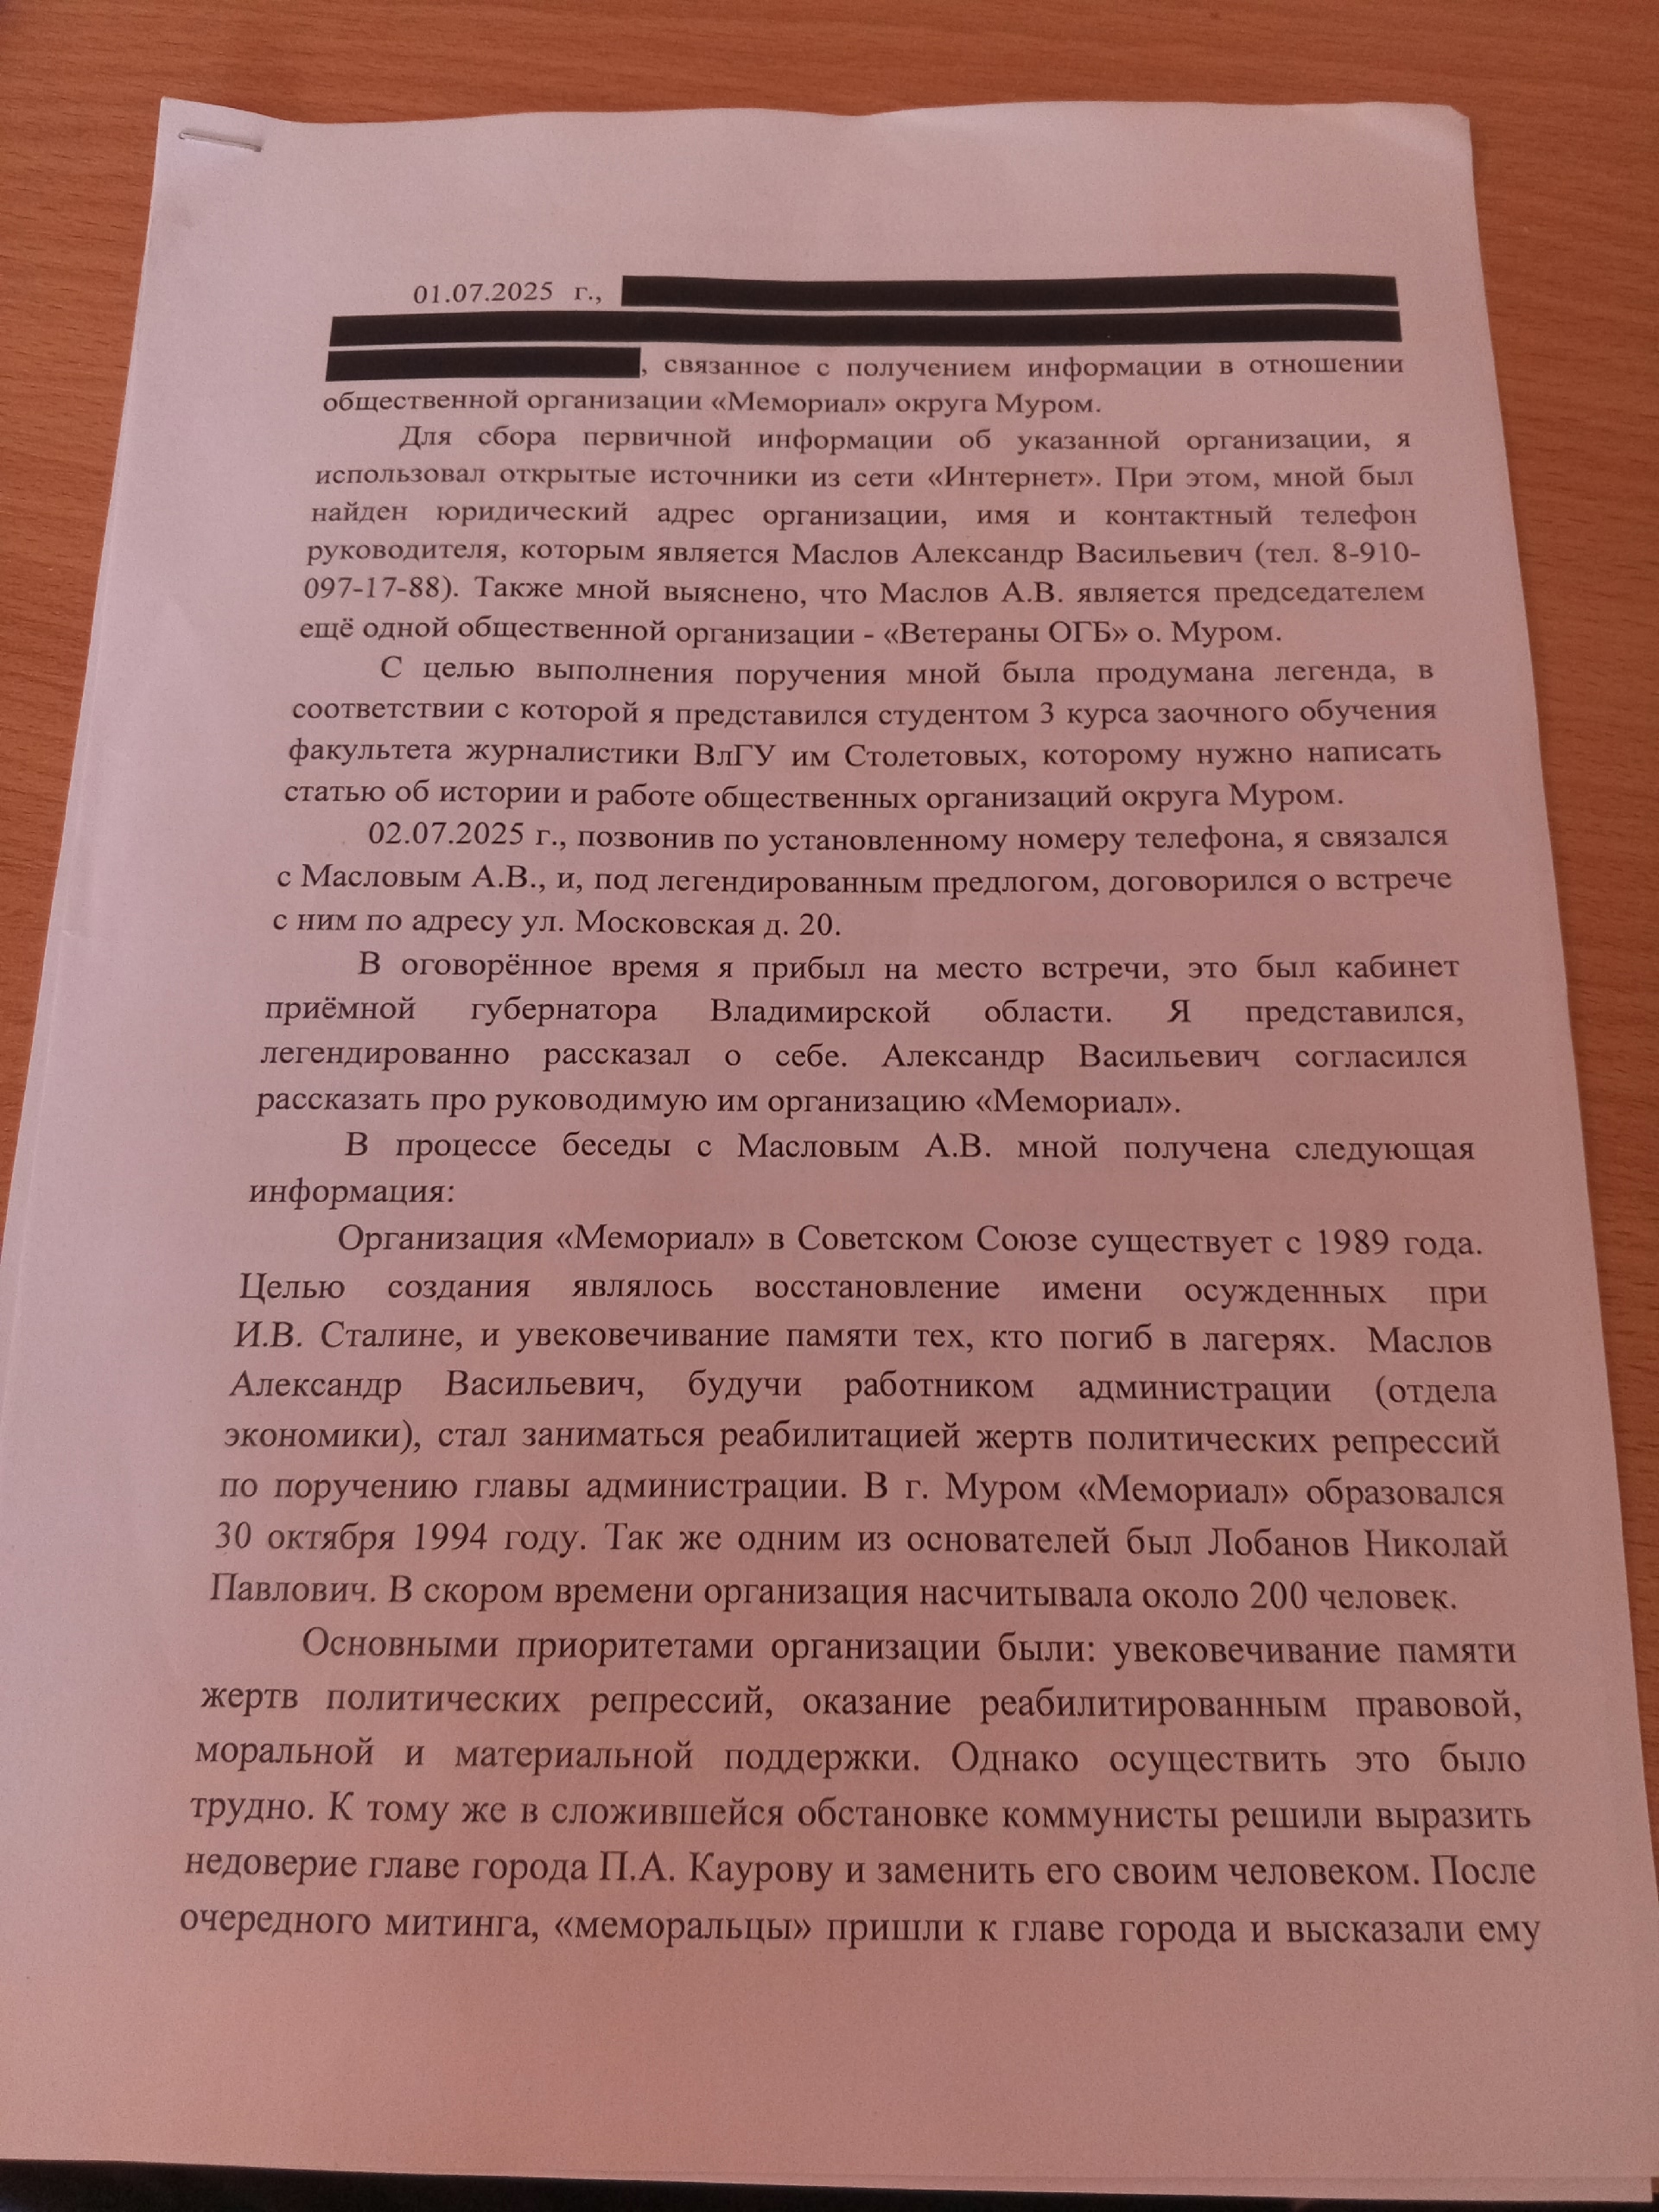 01.07.2025 г.,
, связанное с получением информации в отношении
общественной организации «Мемориал» округа Муром.
Для сбора первичной информации об указанной организации, я
использовал открытые источники из сети «Интернет». При этом, мной был
найден юридический адрес организации, имя и контактный телефон
руководителя, которым является Маслов Александр Васильевич (тел. 8-910-
097-17-88). Также мной выяснено, что Маслов А.В. является председателем
ещё одной общественной организации - «Ветераны ОГБ» о. Муром.
С целью выполнения поручения мной была продумана легенда, в
соответствии с которой я представился студентом 3 курса заочного обучения
факультета журналистики ВлГУ им Столетовых, которому нужно написать
статью об истории и работе общественных организаций округа Муром.
02.07.2025 г., позвонив по установленному номеру телефона, я связался
с Масловым А.В., и, под легендированным предлогом, договорился о встрече
с ним по адресу ул. Московская д. 20.
В оговорённое время я прибыл на место встречи, это был кабинет
приёмной губернатора Владимирской области. Я представился,
легендированно рассказал о себе. Александр Васильевич согласился
рассказать про руководимую им организацию «Мемориал».
В процессе беседы с Масловым А.В. мной получена следующая
информация:
Организация «Мемориал» в Советском Союзе существует с 1989 года.
Целью создания являлось восстановление имени осужденных при
И.В. Сталине, и увековечивание памяти тех, кто погиб в лагерях. Маслов
Александр Васильевич, будучи работником администрации (отдела
экономики), стал заниматься реабилитацией жертв политических репрессий
по поручению главы администрации. В г. Муром «Мемориал» образовался
30 октября 1994 году. Так же одним из основателей был Лобанов Николай
Павлович. В скором времени организация насчитывала около 200 человек.
Основными приоритетами организации были: увековечивание памяти
жертв политических репрессий, оказание реабилитированным правовой,
моральной и материальной поддержки. Однако осуществить это было
трудно. К тому же в сложившейся обстановке коммунисты решили выразить
недоверие главе города П.А. Каурову и заменить его своим человеком. После
очередного митинга, «меморальцы» пришли к главе города и высказали ему